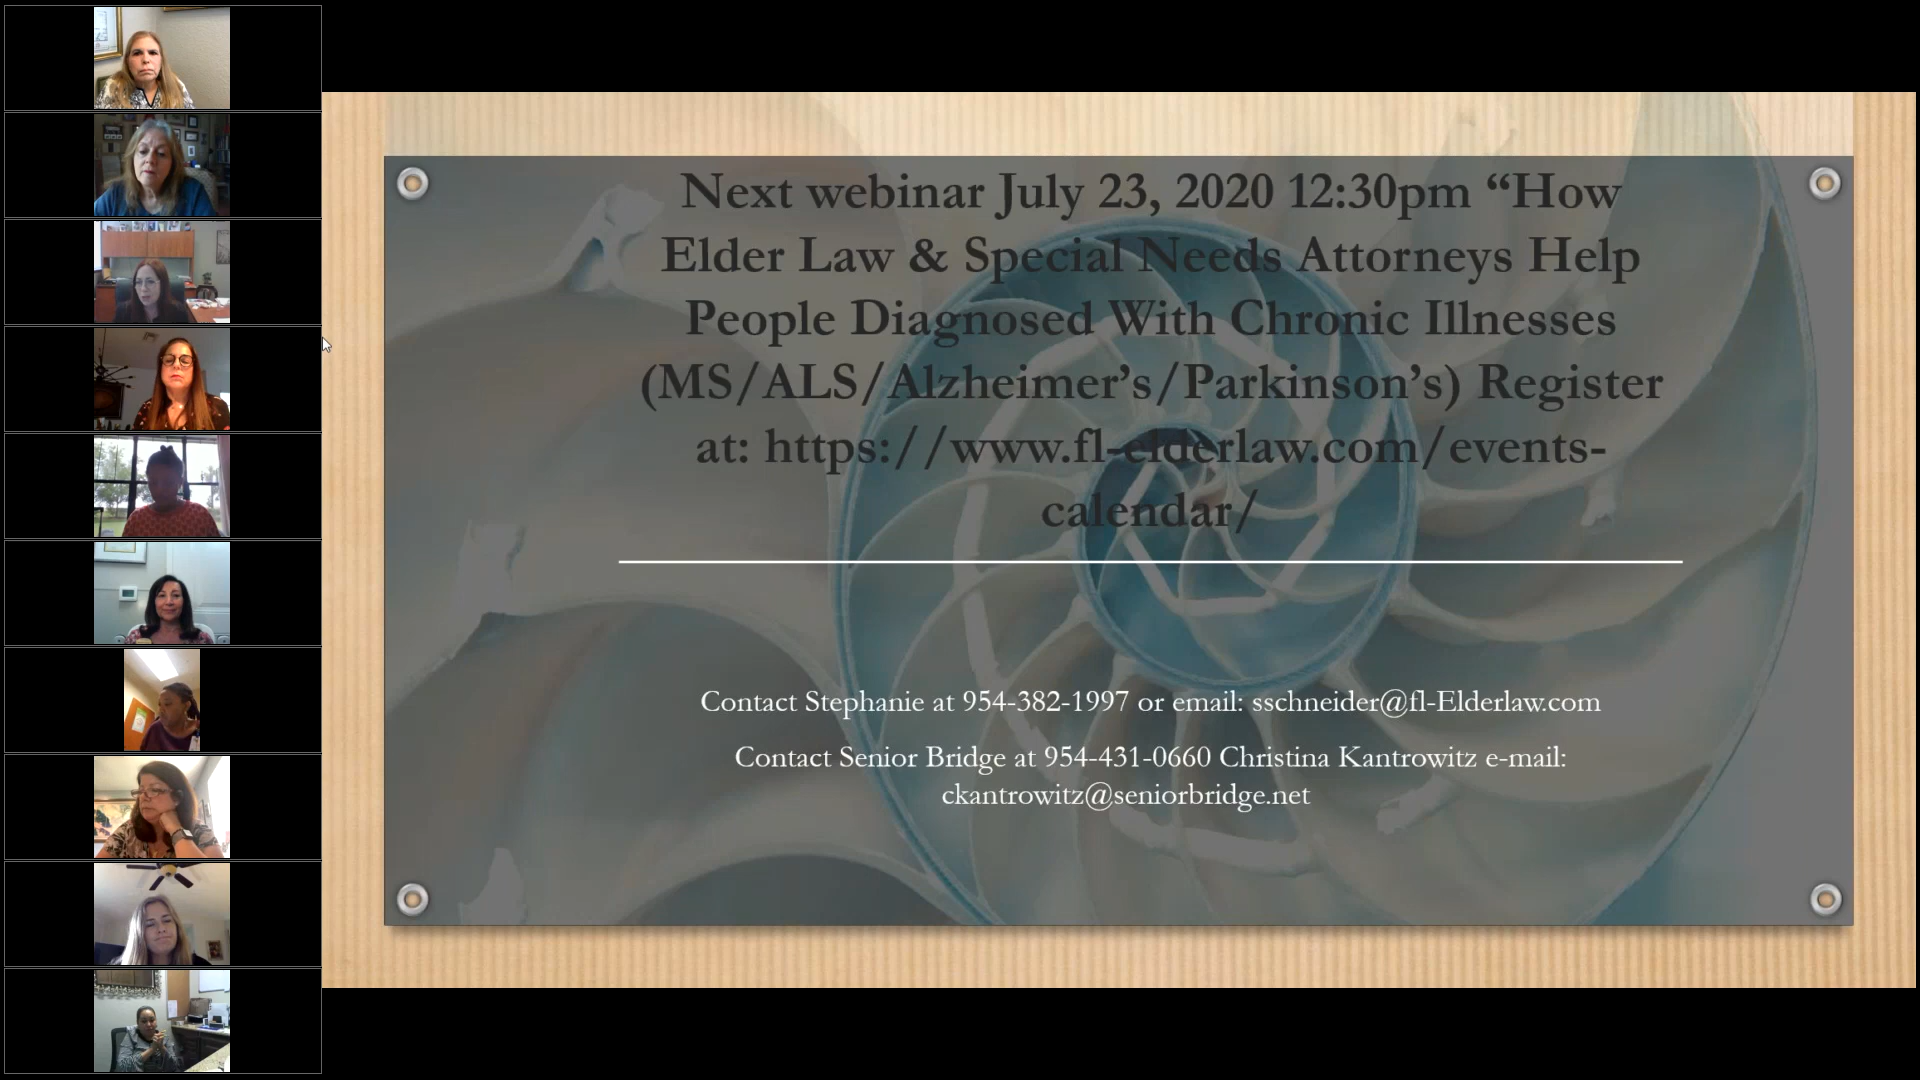 Next webinar July 23, 2020 12:30pm “How
Elder Law & Special Needs Attorneys Help
People Diagnosed With Chronic Illnesses
(MS/ALS/Alzheimer’s/Parkinson’s) Register
at: https://www.fl-elderlaw.com/events-
calendar/
Contact Stephanie at 954-382-1997 or email: sschneider@fl-Elderlaw.com
Contact Senior Bridge at 954-431-0660 Christina Kantrowitz e-mail:
ckantrowitz@seniorbridge.net